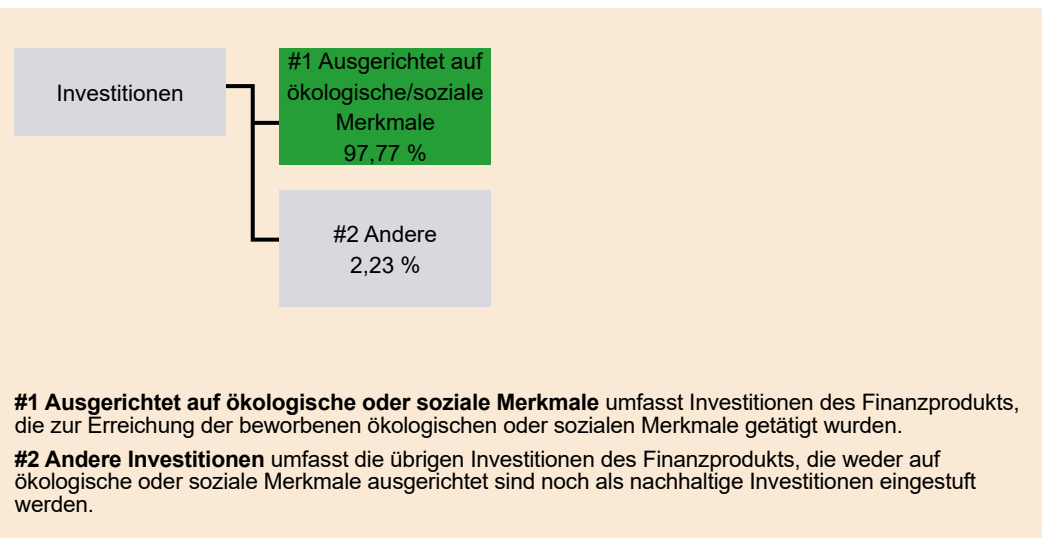 Investitionen
#1 Ausgerichtet auf
ökologische/soziale
Merkmale
97,77 %
#2 Andere
2,23 %
#1 Ausgerichtet auf ökologische oder soziale Merkmale umfasst Investitionen des Finanzprodukts,
die zur Erreichung der beworbenen ökologischen oder sozialen Merkmale getätigt wurden.
#2 Andere Investitionen umfasst die übrigen Investitionen des Finanzprodukts, die weder auf
ökologische oder soziale Merkmale ausgerichtet sind noch als nachhaltige Investitionen eingestuft
werden.